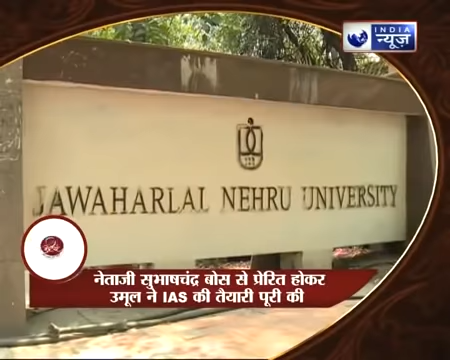 INDIA
न्यूज़
JAWAHARLAL NEHRU UNIVERSITY
नेताजी सुभाषचंद्र बोस से प्रेरित होकर
उमूल ने IAS की तैयारी पूरी की